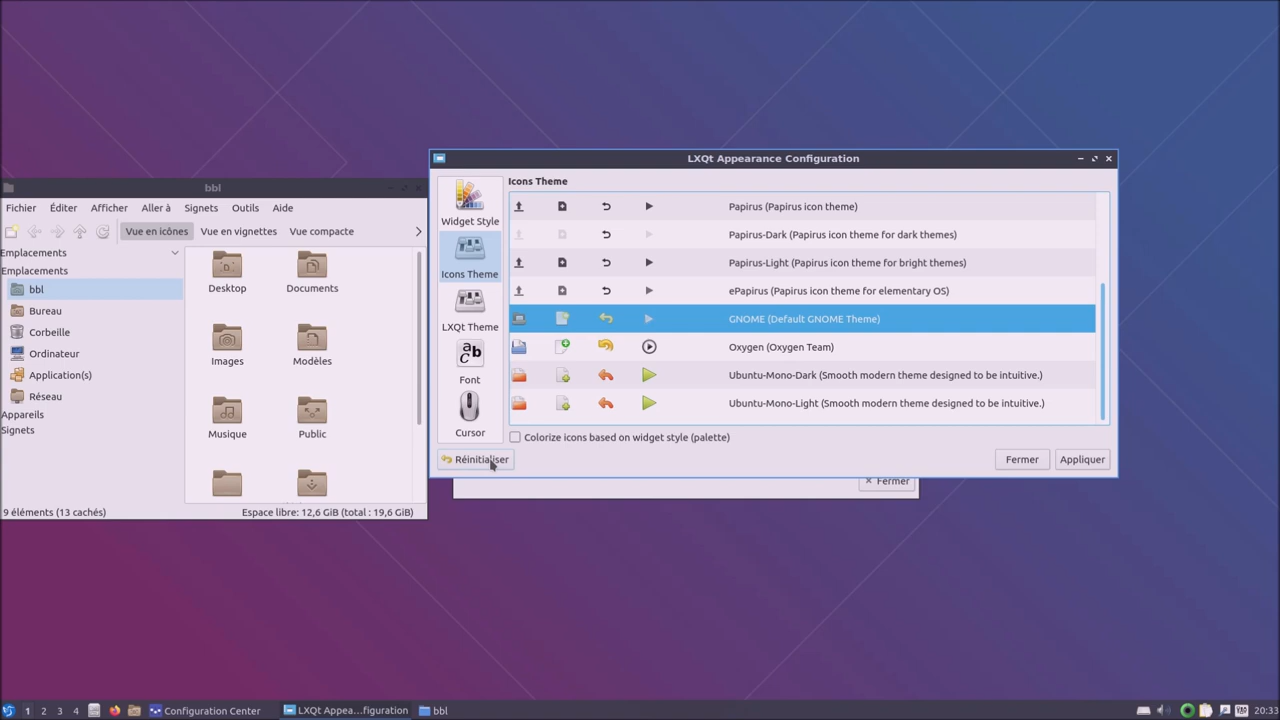 LXQt Appearance Configuration
Icons Theme
Widget Style
Icons Theme
LXQt Theme
Font
Cursor
Papirus (Papirus icon theme)
Papirus-Dark (Papirus icon theme for dark themes)
Papirus-Light (Papirus icon theme for bright themes)
ePapirus (Papirus icon theme for elementary OS)
GNOME (Default GNOME Theme)
Oxygen (Oxygen Team)
Ubuntu-Mono-Dark (Smooth modern theme designed to be intuitive.)
Ubuntu-Mono-Light (Smooth modern theme designed to be intuitive.)
Colorize icons based on widget style (palette)
Réinitialiser
Fermer
Appliquer
Fermer
bbl
Fichier Éditer Afficher Aller à Signets Outils Aide
Vue en icônes Vue en vignettes Vue compacte
Emplacements
Emplacements
bbl
Bureau
Corbeille
Ordinateur
Application(s)
Réseau
Appareils
Signets
Desktop Documents
Images Modèles
Musique Public
9 éléments (13 cachés) Espace libre: 12,6 GiB (total : 19,6 GiB)
1 2 3 4 Configuration Center LXQt Appea...figuration bbl 20:33